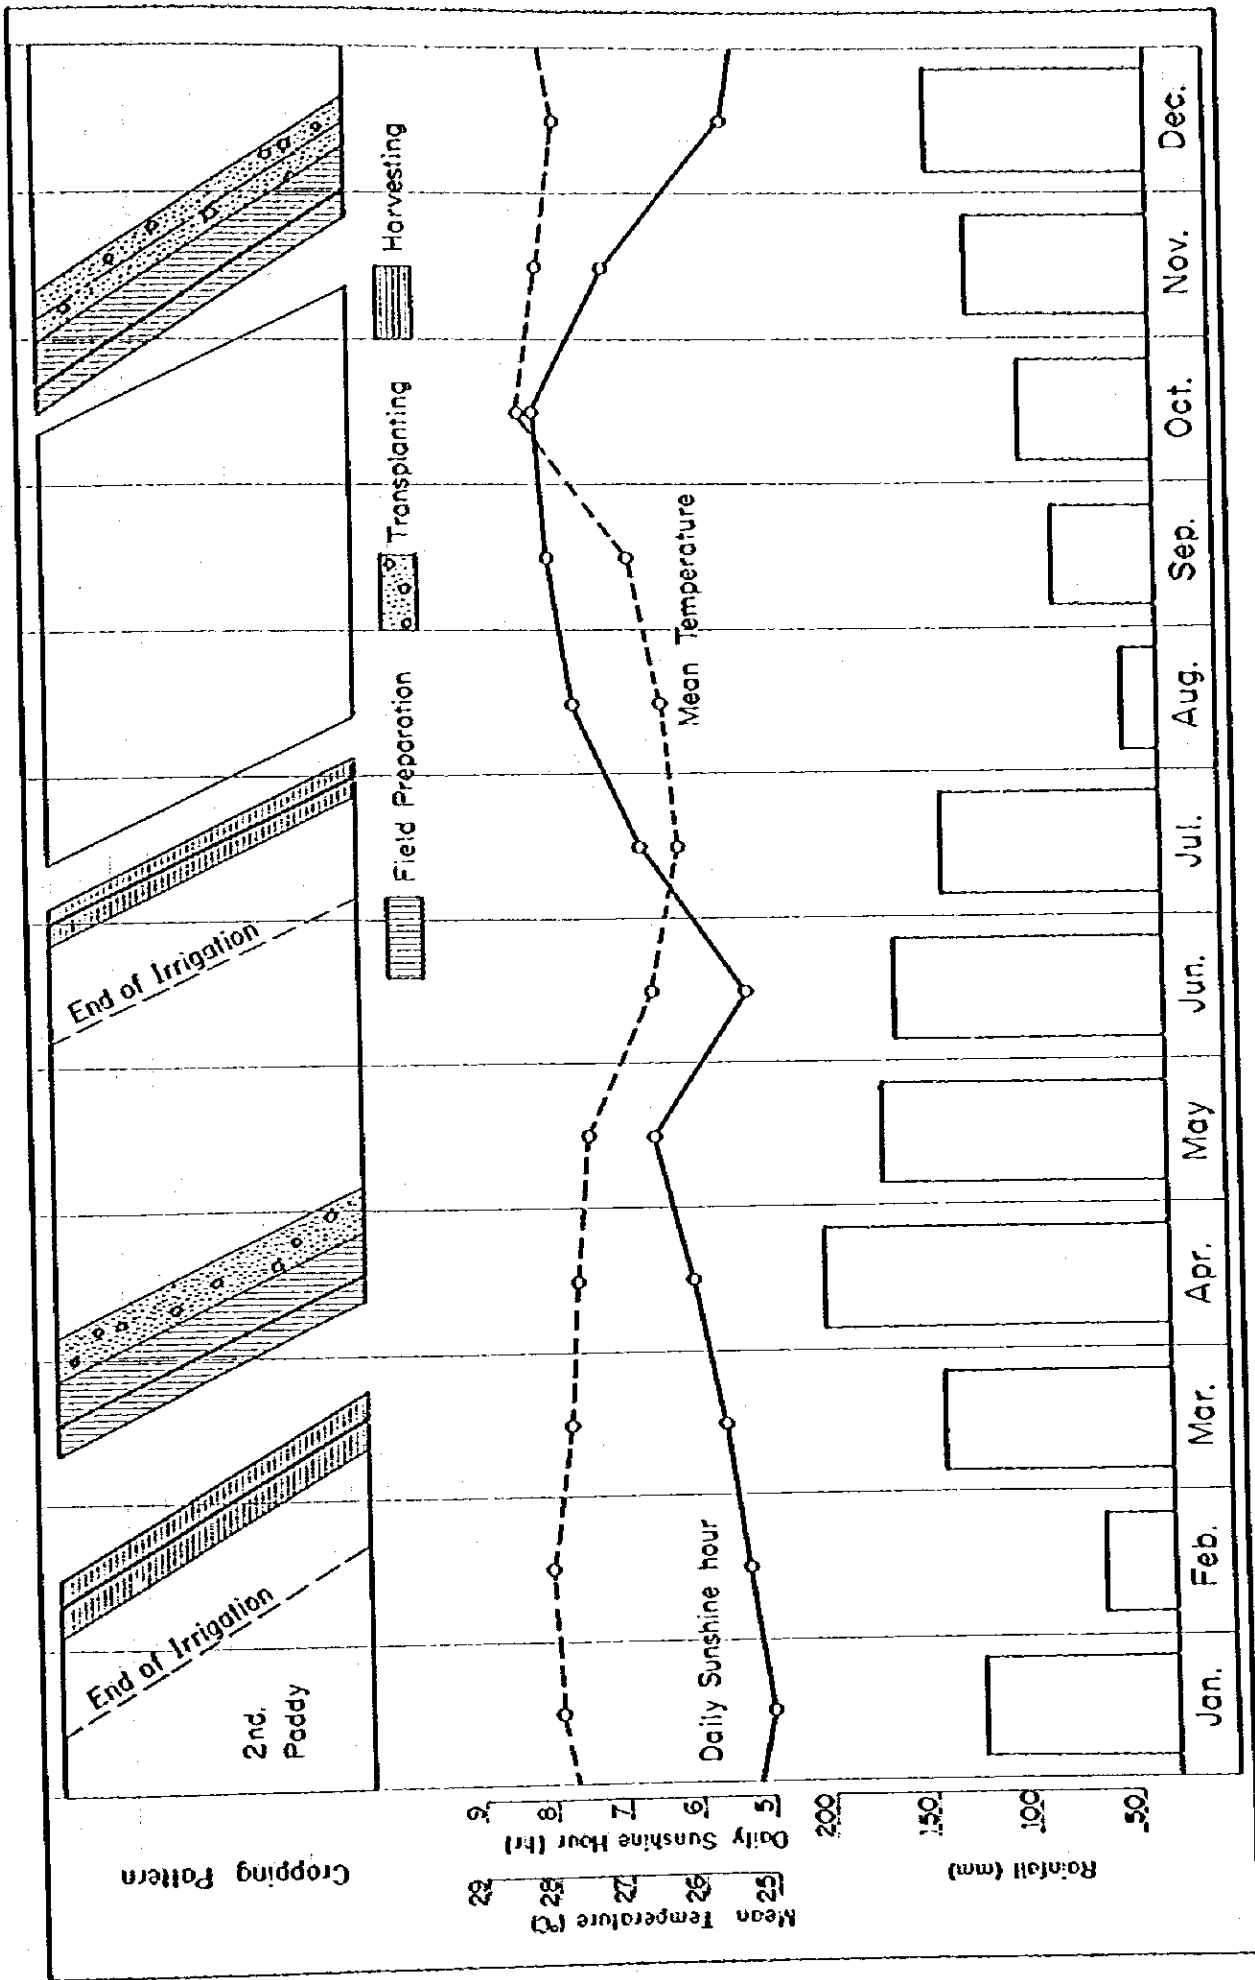 Cropping Pattern
2nd.
Paddy
End of Irrigation
End of Irrigation
Field Preparation
Transplanting
Harvesting
Mean Temperature (°C)
29
28
27
26
25
Daily Sunshine Hour (hr)
9
8
7
6
5
Mean Temperature
Daily Sunshine hour
Rainfall (mm)
200
150
100
50
Jan.
Feb.
Mar.
Apr.
May
Jun.
Jul.
Aug.
Sep.
Oct.
Nov.
Dec.